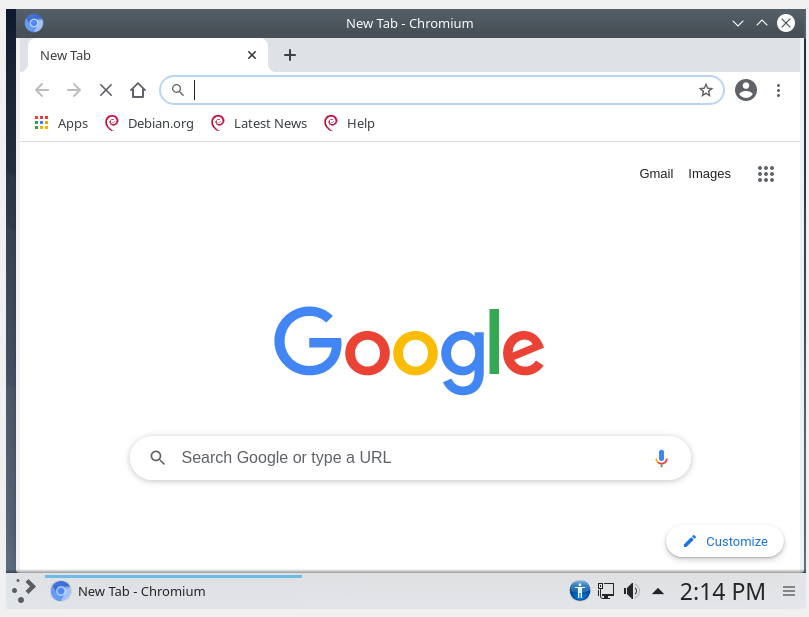 New Tab - Chromium
New Tab
Apps Debian.org Latest News Help
Gmail Images
Google
Search Google or type a URL
Customize
New Tab - Chromium 2:14 PM